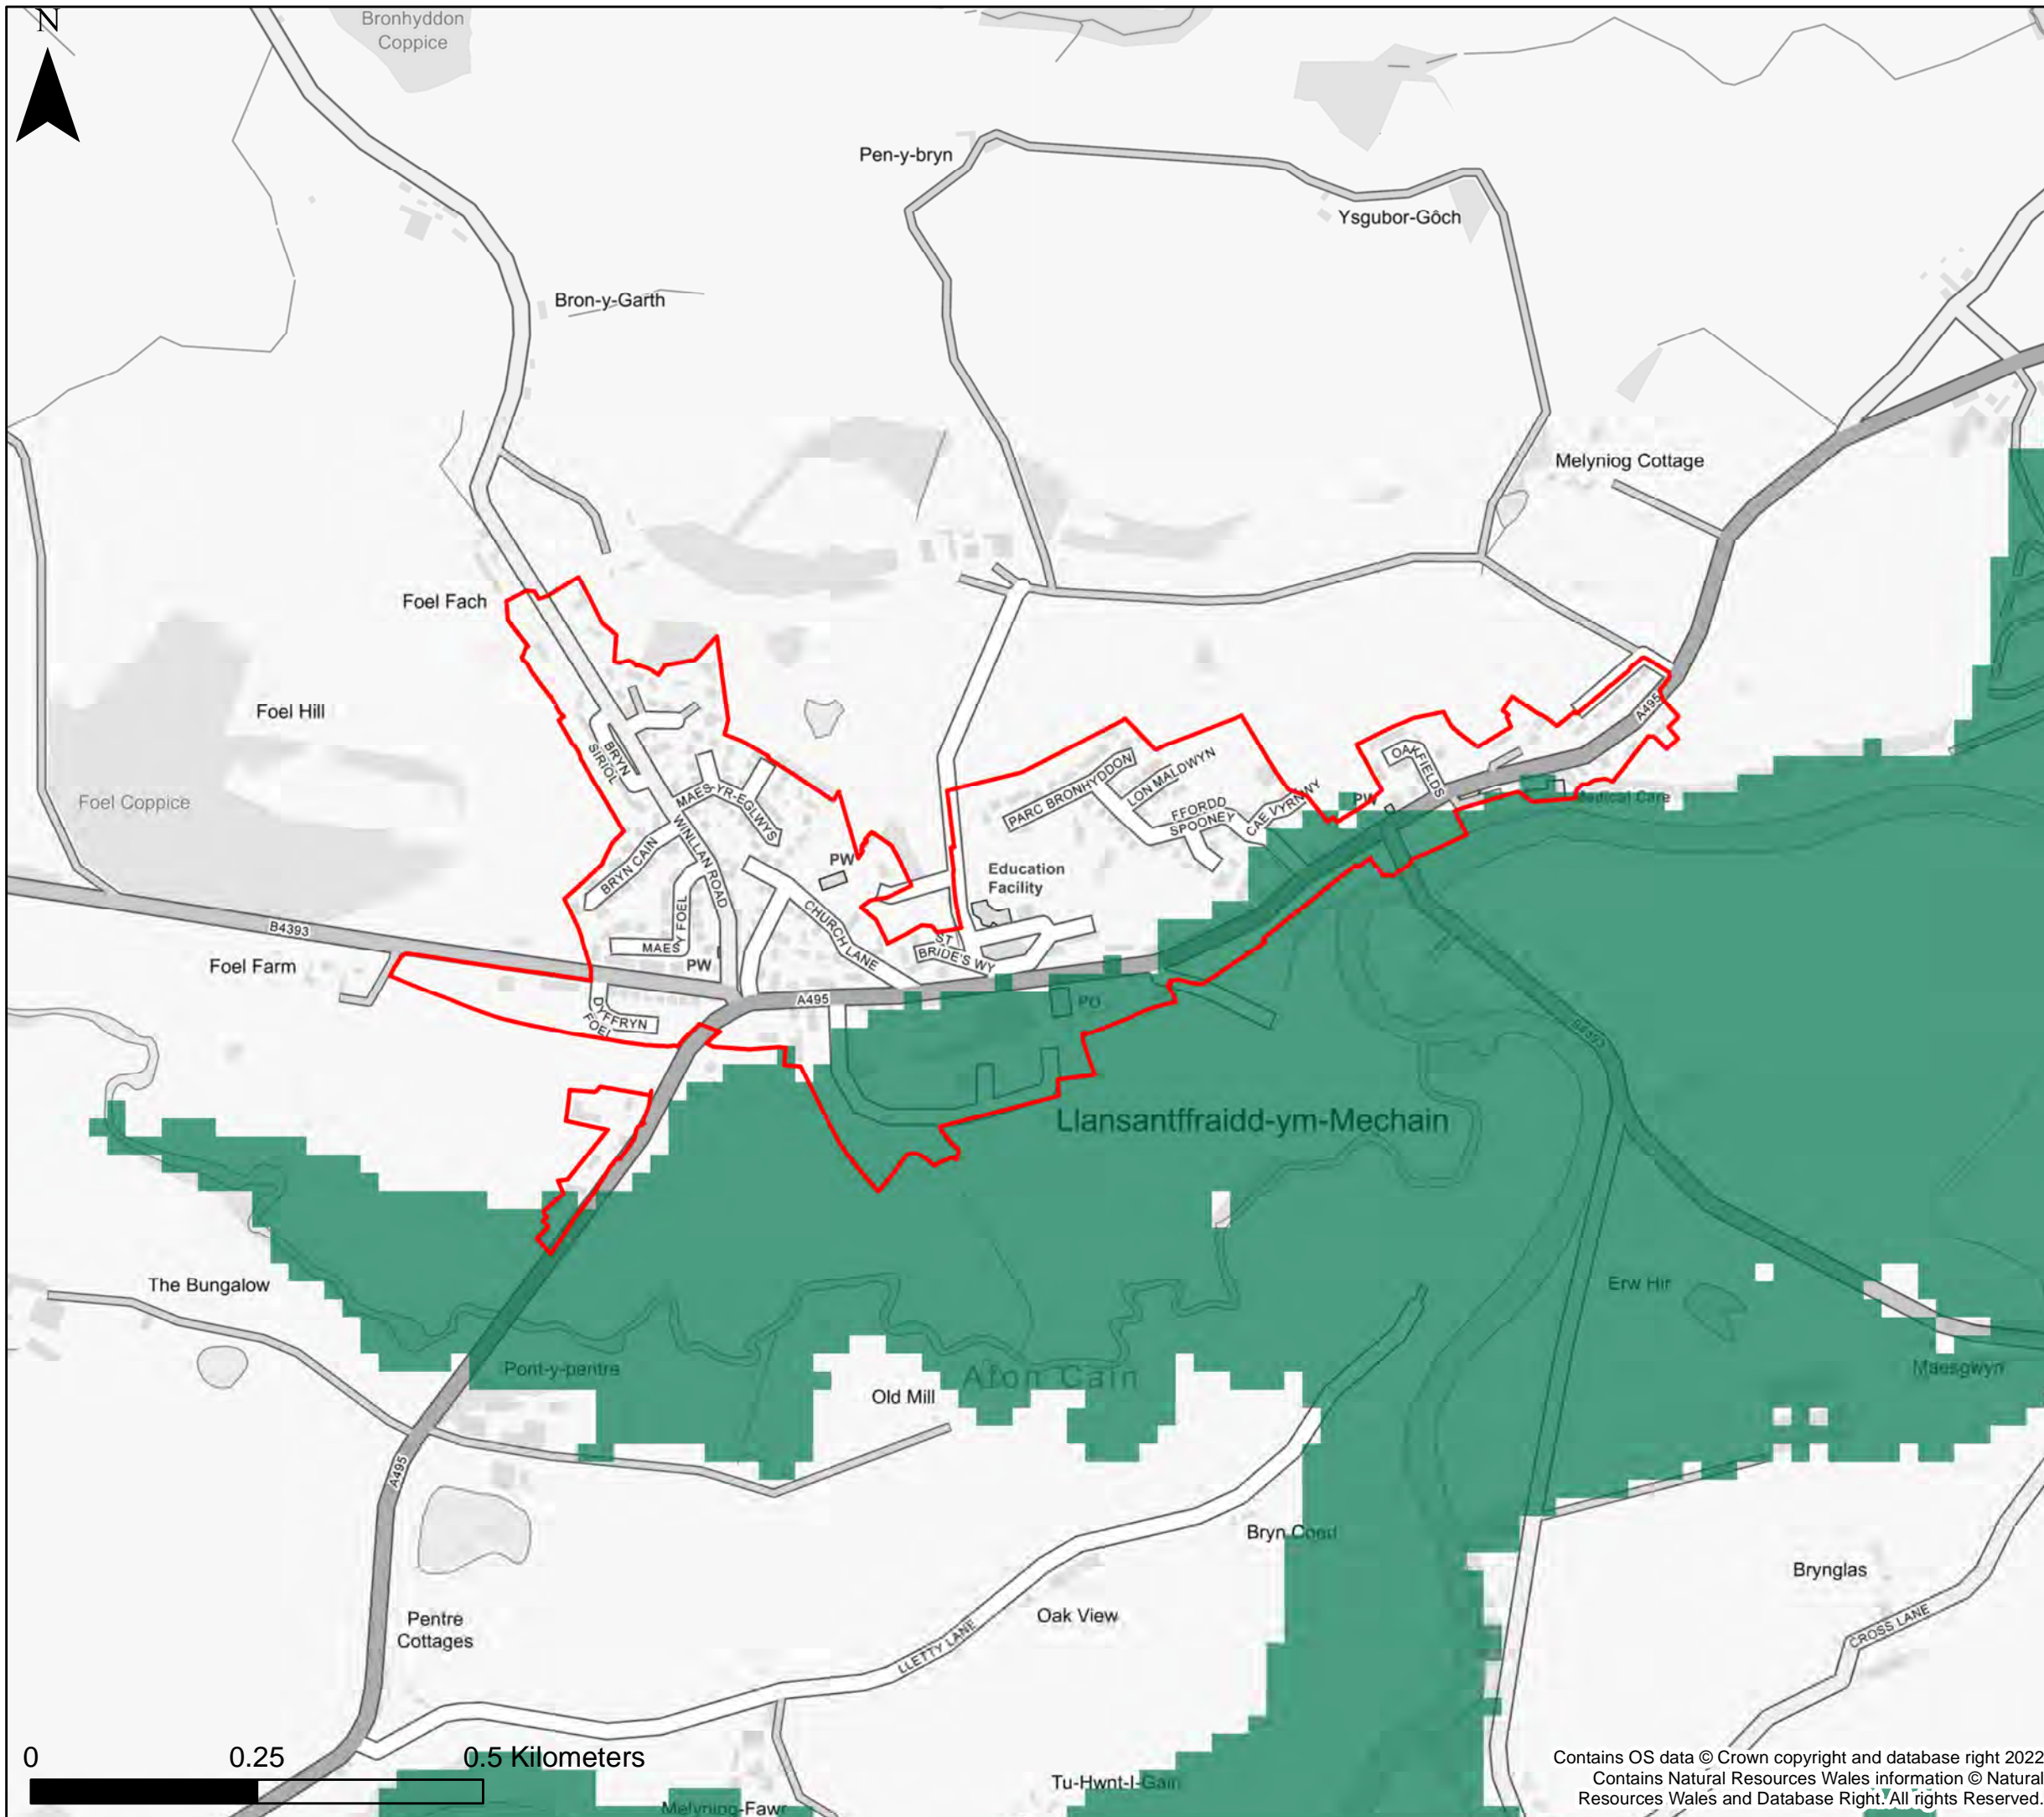 N
Bronhyddon
Coppice
Pen-y-bryn
Ysgubor-Gôch
Bron-y-Garth
Melyniog Cottage
Foel Fach
Foel Hill
A495
BRYN
SIRIOL
OAKFIELDS
PARC BRONHYDDON
LON MALDWYN
Foel Coppice
MAES-YR-EGLWYS
FFORDD
SPOONEY
CAE VYRNWY
PW
Medical Care
WINLLAN ROAD
BRYN CAIN
PW
Education
Facility
B4393
MAES Y FOEL
CHURCH LANE
ST
BRIDE'S WY
Foel Farm
PW
A495
PO
DYFFRYN
FOEL
B4393
Llansantffraidd-ym-Mechain
The Bungalow
Erw Hir
Pont-y-pentre
Afon Cain
Maesgwyn
Old Mill
A495
Bryn Coed
Brynglas
Pentre
Cottages
Oak View
LLETTY LANE
CROSS LANE
0 0.25 0.5 Kilometers
Tu-Hwnt-I-Gain
Melyniog-Fawr
Contains OS data © Crown copyright and database right 2022
Contains Natural Resources Wales information © Natural
Resources Wales and Database Right. All rights Reserved.